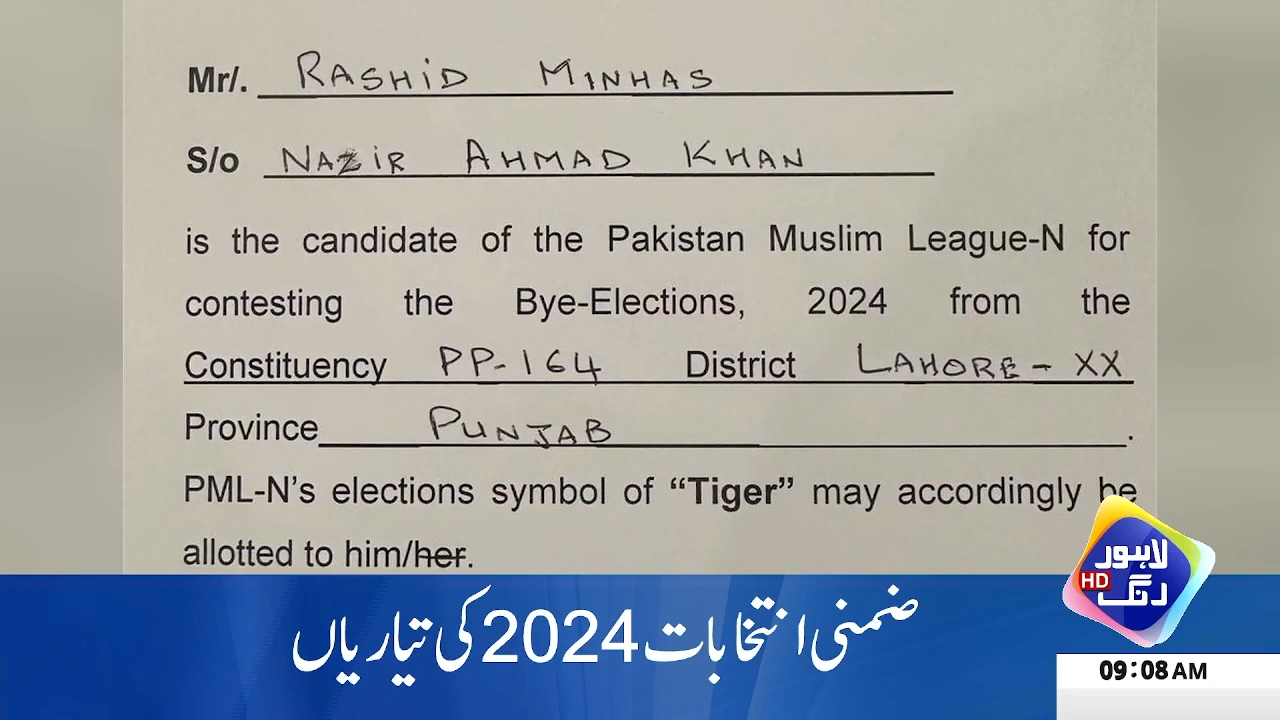 Mr/. RASHID MINHAS
S/o NAZIR AHMAD KHAN
is the candidate of the Pakistan Muslim League-N for
contesting the Bye-Elections, 2024 from the
Constituency PP-164 District LAHORE - XX
Province PUNJAB.
PML-N's elections symbol of “Tiger” may accordingly be
allotted to him/her.
لاہور
HD رنگ
ضمنی انتخابات 2024 کی تیاریاں
09:08 AM